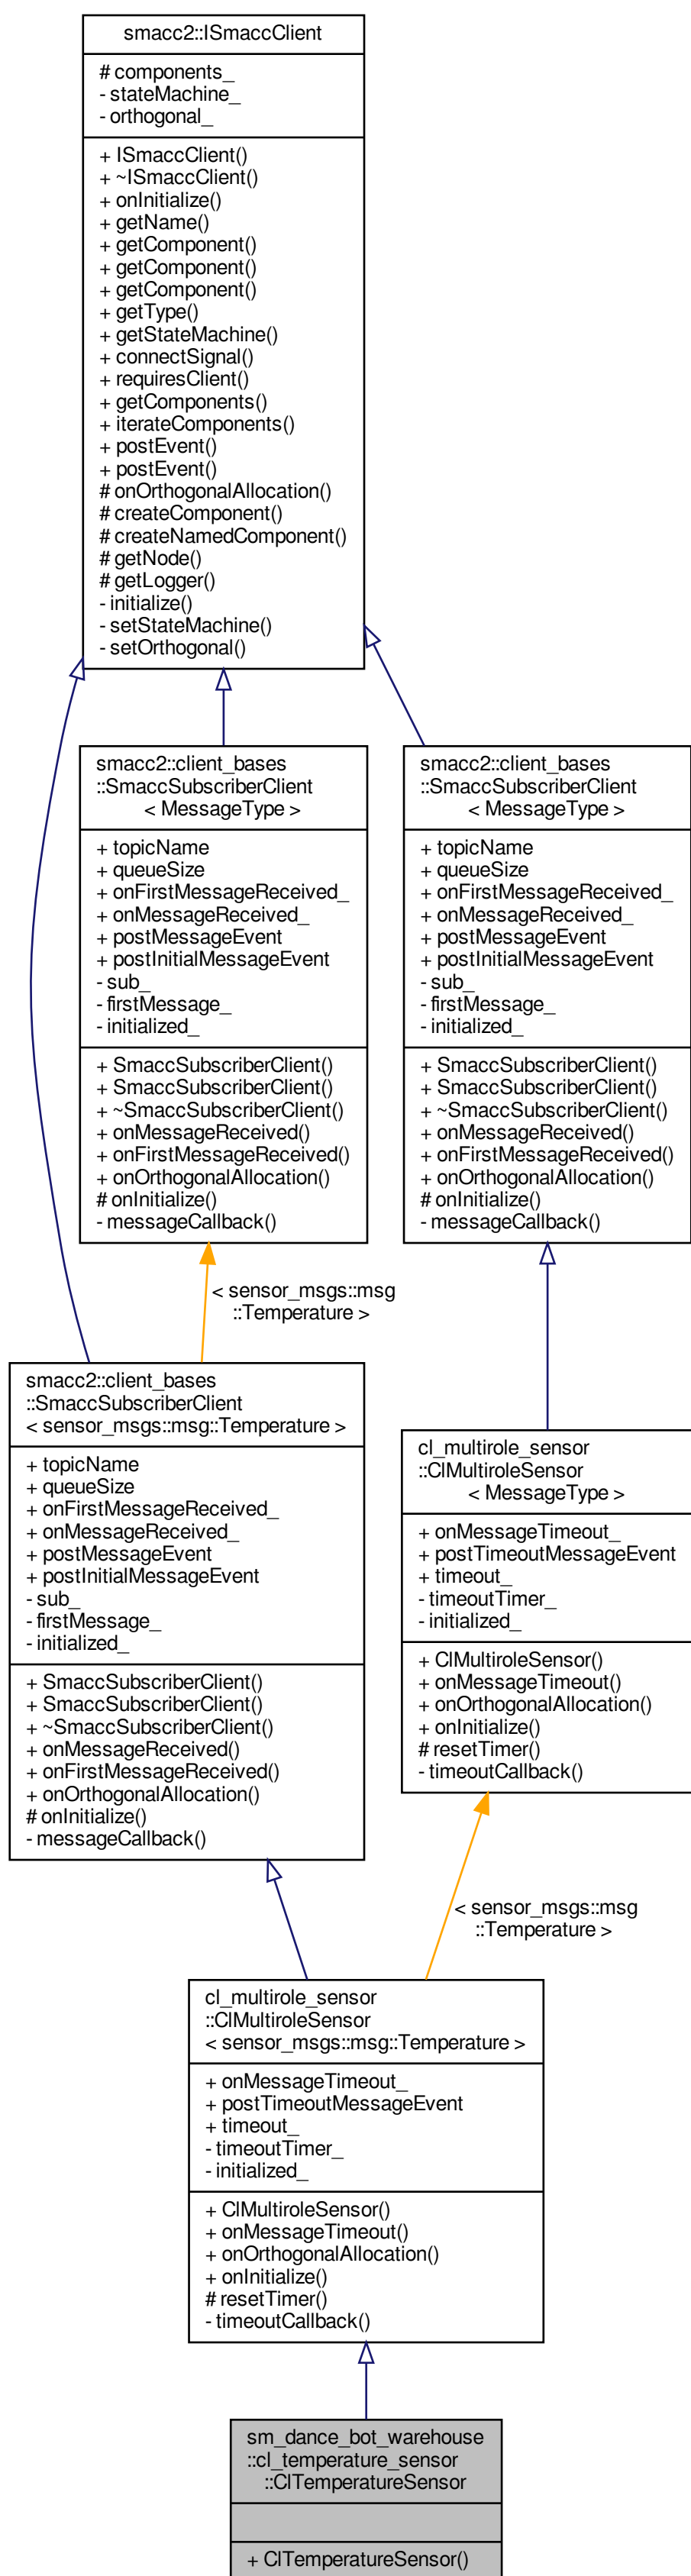 smacc2::ISmaccClient
# components_
- stateMachine_
- orthogonal_
+ ISmaccClient()
+ ~ISmaccClient()
+ onInitialize()
+ getName()
+ getComponent()
+ getComponent()
+ getComponent()
+ getType()
+ getStateMachine()
+ connectSignal()
+ requiresClient()
+ getComponents()
+ iterateComponents()
+ postEvent()
+ postEvent()
# onOrthogonalAllocation()
# createComponent()
# createNamedComponent()
# getNode()
# getLogger()
- initialize()
- setStateMachine()
- setOrthogonal()
smacc2::client_bases
::SmaccSubscriberClient
< MessageType >
+ topicName
+ queueSize
+ onFirstMessageReceived_
+ onMessageReceived_
+ postMessageEvent
+ postInitialMessageEvent
- sub_
- firstMessage_
- initialized_
+ SmaccSubscriberClient()
+ SmaccSubscriberClient()
+ ~SmaccSubscriberClient()
+ onMessageReceived()
+ onFirstMessageReceived()
+ onOrthogonalAllocation()
# onInitialize()
- messageCallback()
smacc2::client_bases
::SmaccSubscriberClient
< MessageType >
+ topicName
+ queueSize
+ onFirstMessageReceived_
+ onMessageReceived_
+ postMessageEvent
+ postInitialMessageEvent
- sub_
- firstMessage_
- initialized_
+ SmaccSubscriberClient()
+ SmaccSubscriberClient()
+ ~SmaccSubscriberClient()
+ onMessageReceived()
+ onFirstMessageReceived()
+ onOrthogonalAllocation()
# onInitialize()
- messageCallback()
< sensor_msgs::msg
::Temperature >
smacc2::client_bases
::SmaccSubscriberClient
< sensor_msgs::msg::Temperature >
+ topicName
+ queueSize
+ onFirstMessageReceived_
+ onMessageReceived_
+ postMessageEvent
+ postInitialMessageEvent
- sub_
- firstMessage_
- initialized_
+ SmaccSubscriberClient()
+ SmaccSubscriberClient()
+ ~SmaccSubscriberClient()
+ onMessageReceived()
+ onFirstMessageReceived()
+ onOrthogonalAllocation()
# onInitialize()
- messageCallback()
cl_multirole_sensor
::ClMultiroleSensor
< MessageType >
+ onMessageTimeout_
+ postTimeoutMessageEvent
+ timeout_
- timeoutTimer_
- initialized_
+ ClMultiroleSensor()
+ onMessageTimeout()
+ onOrthogonalAllocation()
+ onInitialize()
# resetTimer()
- timeoutCallback()
< sensor_msgs::msg
::Temperature >
cl_multirole_sensor
::ClMultiroleSensor
< sensor_msgs::msg::Temperature >
+ onMessageTimeout_
+ postTimeoutMessageEvent
+ timeout_
- timeoutTimer_
- initialized_
+ ClMultiroleSensor()
+ onMessageTimeout()
+ onOrthogonalAllocation()
+ onInitialize()
# resetTimer()
- timeoutCallback()
sm_dance_bot_warehouse
::cl_temperature_sensor
::ClTemperatureSensor
+ ClTemperatureSensor()